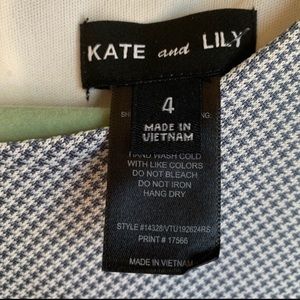 KATE and LILY
4
MADE IN
VIETNAM
HAND WASH COLD
WITH LIKE COLORS
DO NOT BLEACH
DO NOT IRON
HANG DRY
STYLE #14328/VTU192624RS
PRINT # 17566
MADE IN VIETNAM